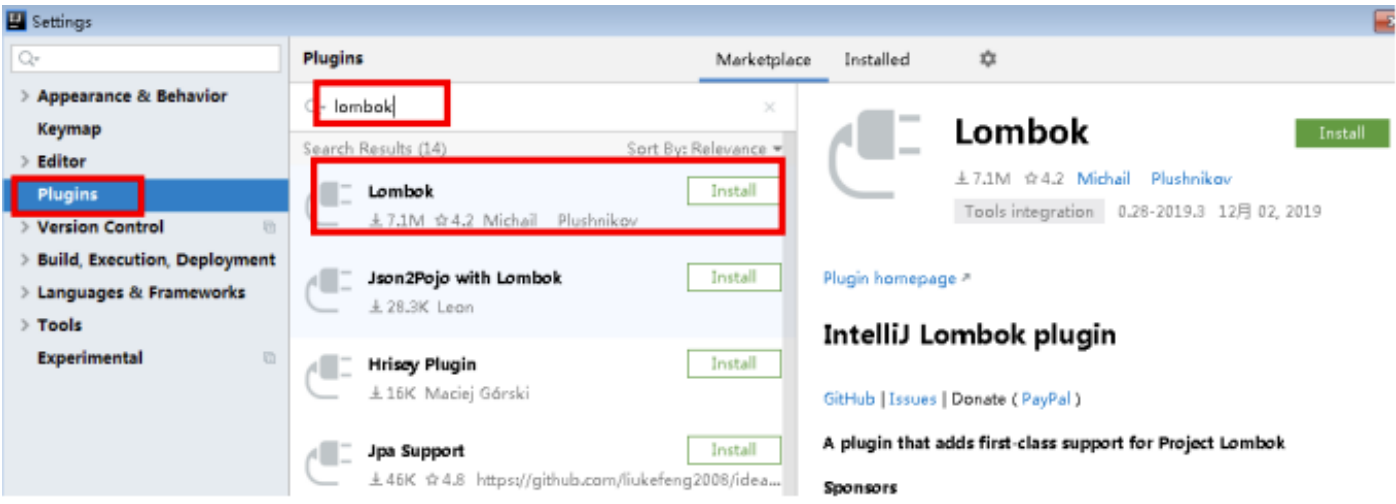 Settings
Appearance & Behavior
Keymap
Editor
Plugins
Version Control
Build, Execution, Deployment
Languages & Frameworks
Tools
Experimental
Plugins
Marketplace
Installed
lombok
Search Results (14)
Sort By: Relevance
Lombok
Install
7.1M 4.2 Michail Plushnikov
Json2Pojo with Lombok
Install
28.3K Leon
Hrisey Plugin
Install
16K Maciej Górski
Jpa Support
Install
46K 4.8 https://github.com/liukefeng2008/idea...
Lombok
Install
7.1M 4.2 Michail Plushnikov
Tools integration 0.28-2019.3 12月 02, 2019
Plugin homepage
IntelliJ Lombok plugin
GitHub | Issues | Donate ( PayPal )
A plugin that adds first-class support for Project Lombok
Sponsors